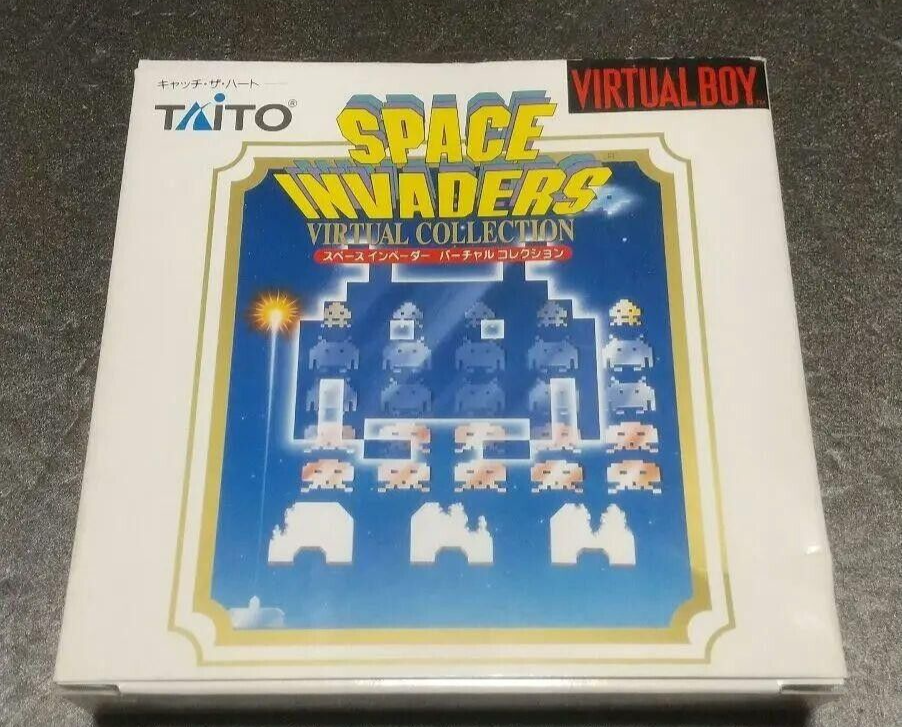 キャッチ・ザ・ハート
TAITO®
VIRTUAL BOY™
SPACE
INVADERS
VIRTUAL COLLECTION
スペースインベーダー バーチャルコレクション